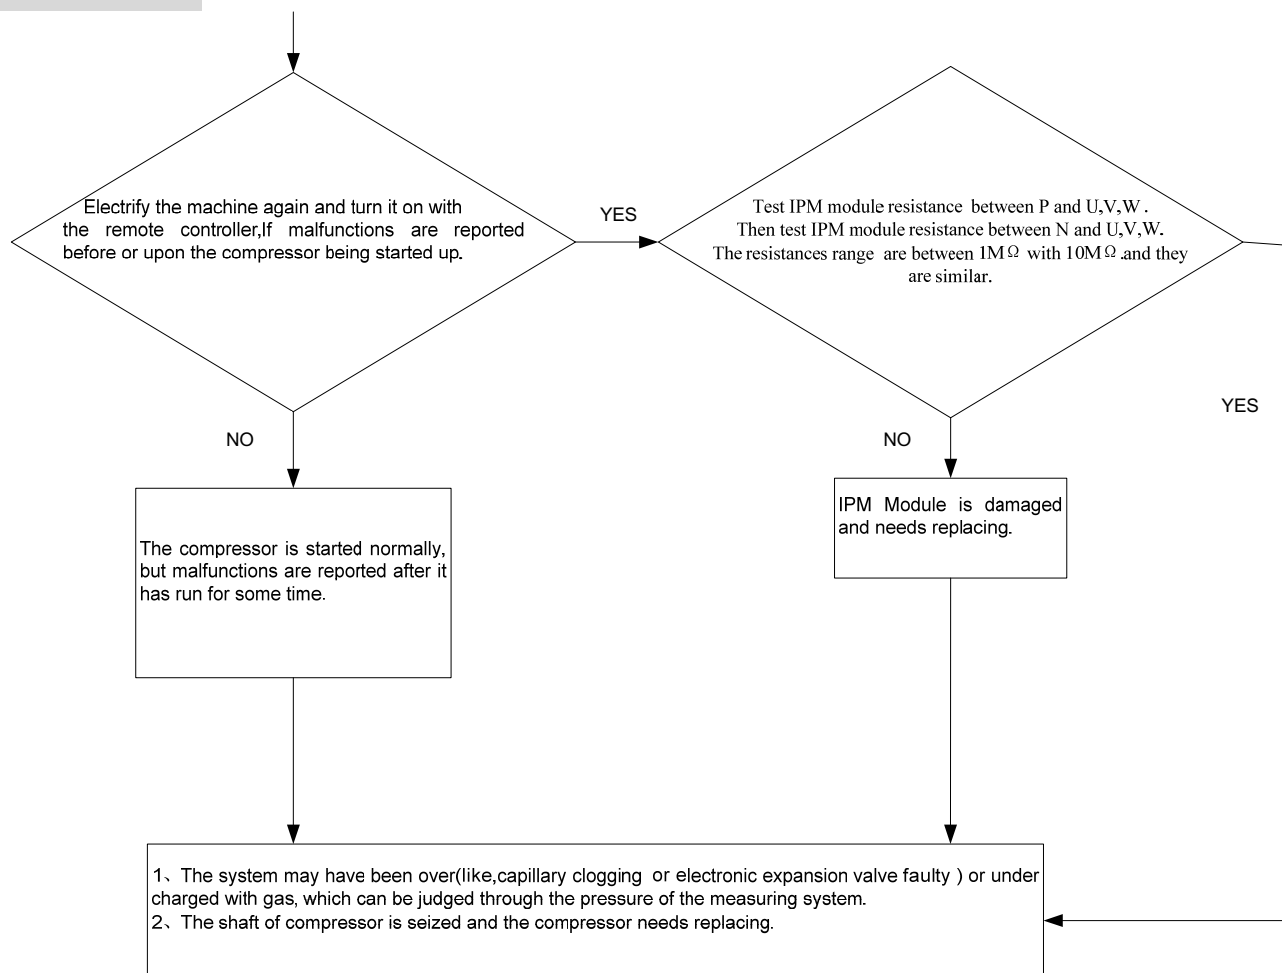 Electrify the machine again and turn it on with
the remote controller,If malfunctions are reported
before or upon the compressor being started up.
YES
Test IPM module resistance between P and U,V,W .
Then test IPM module resistance between N and U,V,W.
The resistances range are between 1MΩ with 10MΩ.and they
are similar.
YES
NO
NO
The compressor is started normally,
but malfunctions are reported after it
has run for some time.
IPM Module is damaged
and needs replacing.
1、The system may have been over(like,capillary clogging or electronic expansion valve faulty ) or under
charged with gas, which can be judged through the pressure of the measuring system.
2、The shaft of compressor is seized and the compressor needs replacing.